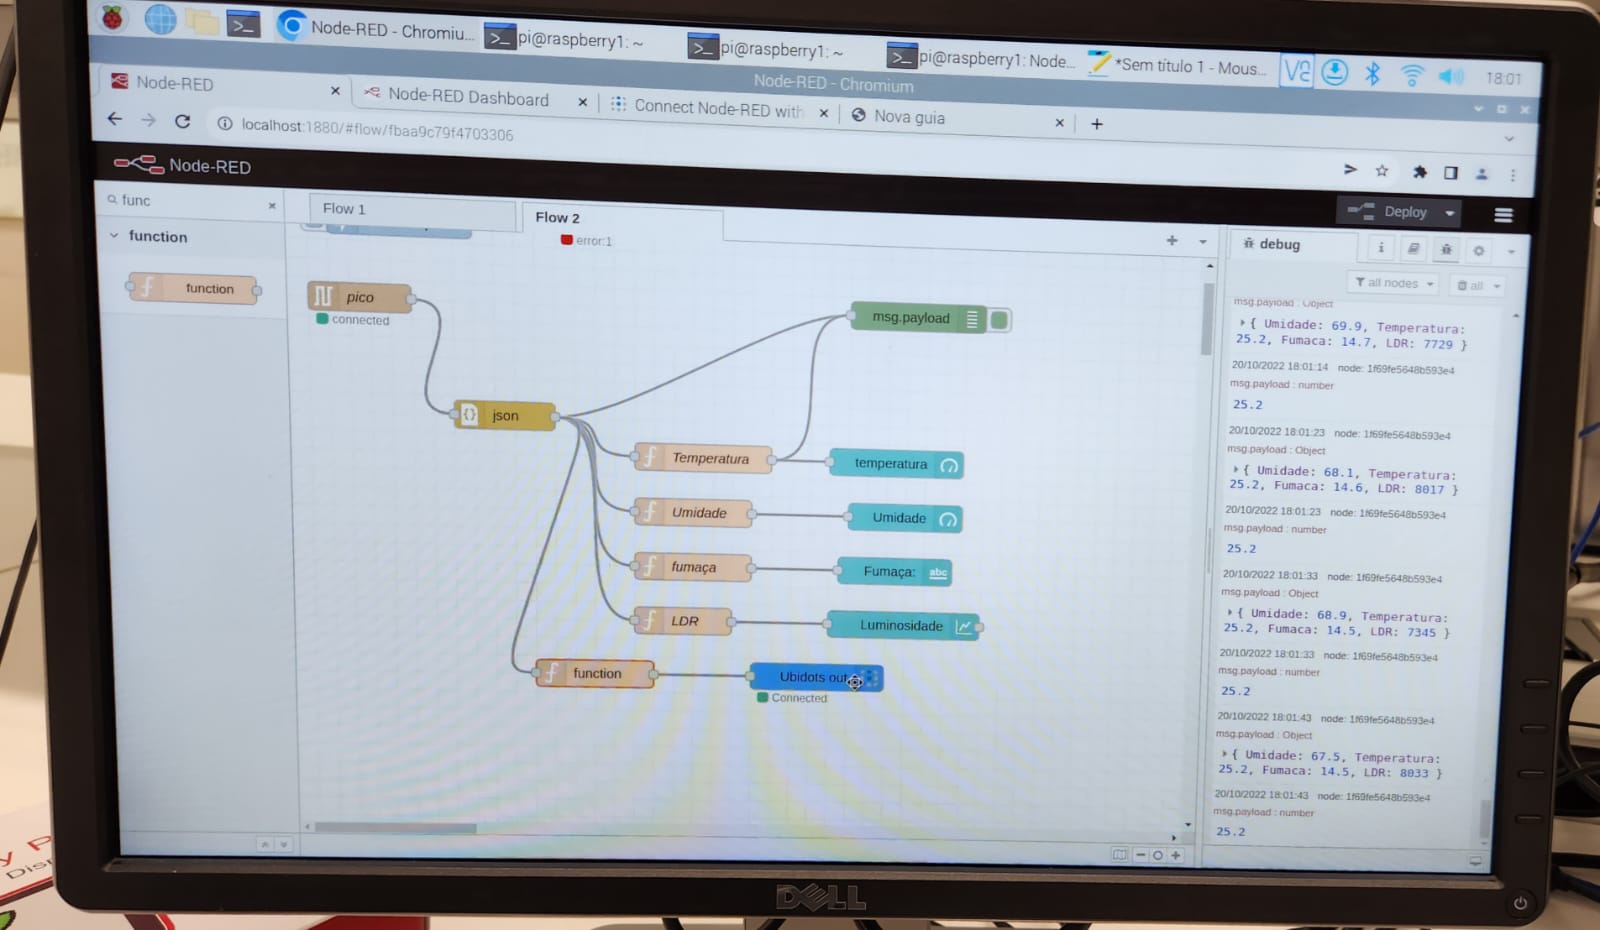 Node-RED - Chromiu...
pi@raspberry1: ~
pi@raspberry1: ~
pi@raspberry1: Node...
*Sem título 1 - Mous...
18:01
Node-RED - Chromium
Node-RED
Node-RED Dashboard
Connect Node-RED with
Nova guia
localhost:1880/#flow/fbaa9c79f4703306
Node-RED
Deploy
func
function
function
Flow 1
Flow 2
error:1
pico
connected
json
msg.payload
Temperatura
temperatura
Umidade
Umidade
fumaça
Fumaça:
abc
LDR
Luminosidade
function
Ubidots out
Connected
debug
all nodes
all
msg.payload : Object
{ Umidade: 69.9, Temperatura:
25.2, Fumaca: 14.7, LDR: 7729 }
20/10/2022 18:01:14 node: 1f69fe5648b593e4
msg.payload : number
25.2
20/10/2022 18:01:23 node: 1f69fe5648b593e4
msg.payload : Object
{ Umidade: 68.1, Temperatura:
25.2, Fumaca: 14.6, LDR: 8017 }
20/10/2022 18:01:23 node: 1f69fe5648b593e4
msg.payload : number
25.2
20/10/2022 18:01:33 node: 1f69fe5648b593e4
msg.payload : Object
{ Umidade: 68.9, Temperatura:
25.2, Fumaca: 14.5, LDR: 7345 }
20/10/2022 18:01:33 node: 1f69fe5648b593e4
msg.payload : number
25.2
20/10/2022 18:01:43 node: 1f69fe5648b593e4
msg.payload : Object
{ Umidade: 67.5, Temperatura:
25.2, Fumaca: 14.5, LDR: 8033 }
20/10/2022 18:01:43 node: 1f69fe5648b593e4
msg.payload : number
25.2
DELL